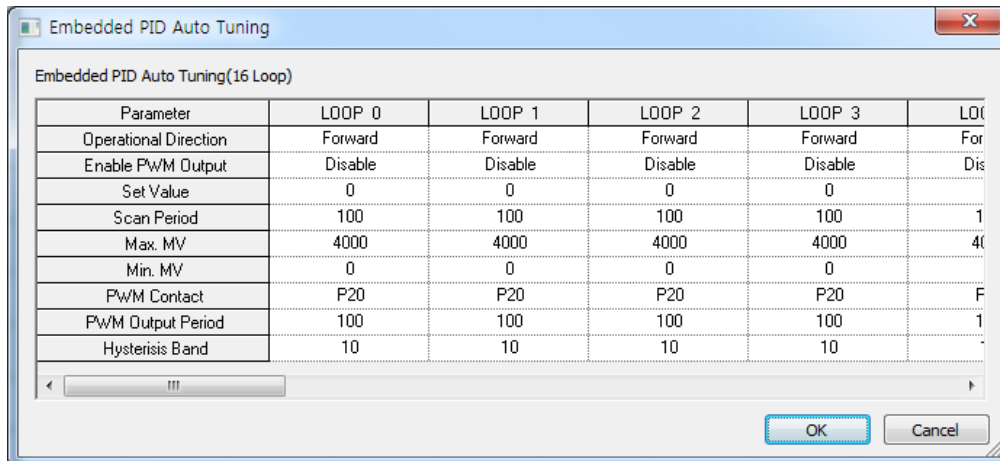 Embedded PID Auto Tuning
Embedded PID Auto Tuning(16 Loop)
Parameter LOOP 0 LOOP 1 LOOP 2 LOOP 3
Operational Direction Forward Forward Forward Forward
Enable PWM Output Disable Disable Disable Disable
Set Value 0 0 0 0
Scan Period 100 100 100 100
Max. MV 4000 4000 4000 4000
Min. MV 0 0 0 0
PWM Contact P20 P20 P20 P20
PWM Output Period 100 100 100 100
Hysterisis Band 10 10 10 10
OK Cancel